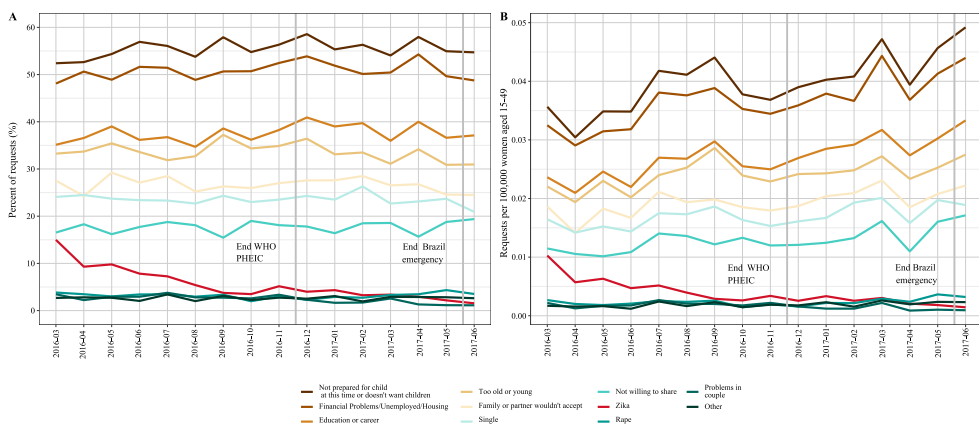 A
Percent of requests (%)
60
50
40
30
20
10
0
End WHO
PHEIC
End Brazil
emergency
2016-03
2016-04
2016-05
2016-06
2016-07
2016-08
2016-09
2016-10
2016-11
2016-12
2017-01
2017-02
2017-03
2017-04
2017-05
2017-06
B
Requests per 100,000 women aged 15-49
0.05
0.04
0.03
0.02
0.01
0.00
End WHO
PHEIC
End Brazil
emergency
2016-03
2016-04
2016-05
2016-06
2016-07
2016-08
2016-09
2016-10
2016-11
2016-12
2017-01
2017-02
2017-03
2017-04
2017-05
2017-06
Not prepared for child
at this time or doesn't want children
Financial Problems/Unemployed/Housing
Education or career
Too old or young
Family or partner wouldn't accept
Single
Not willing to share
Zika
Rape
Problems in
couple
Other